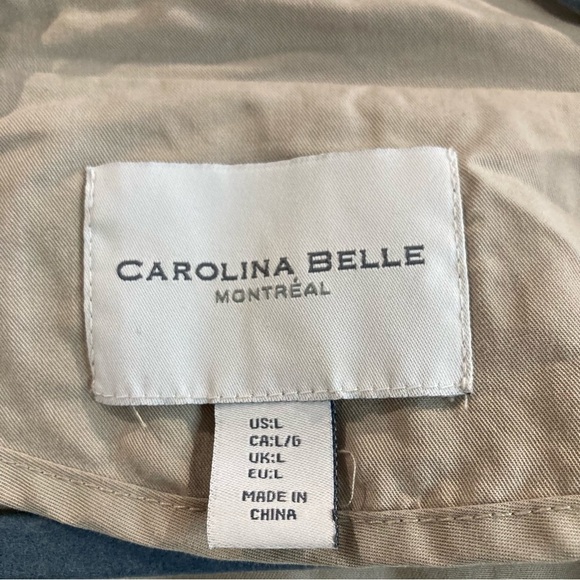 CAROLINA BELLE
MONTRÉAL
US:L
CA:L/G
UK:L
EU:L
MADE IN
CHINA